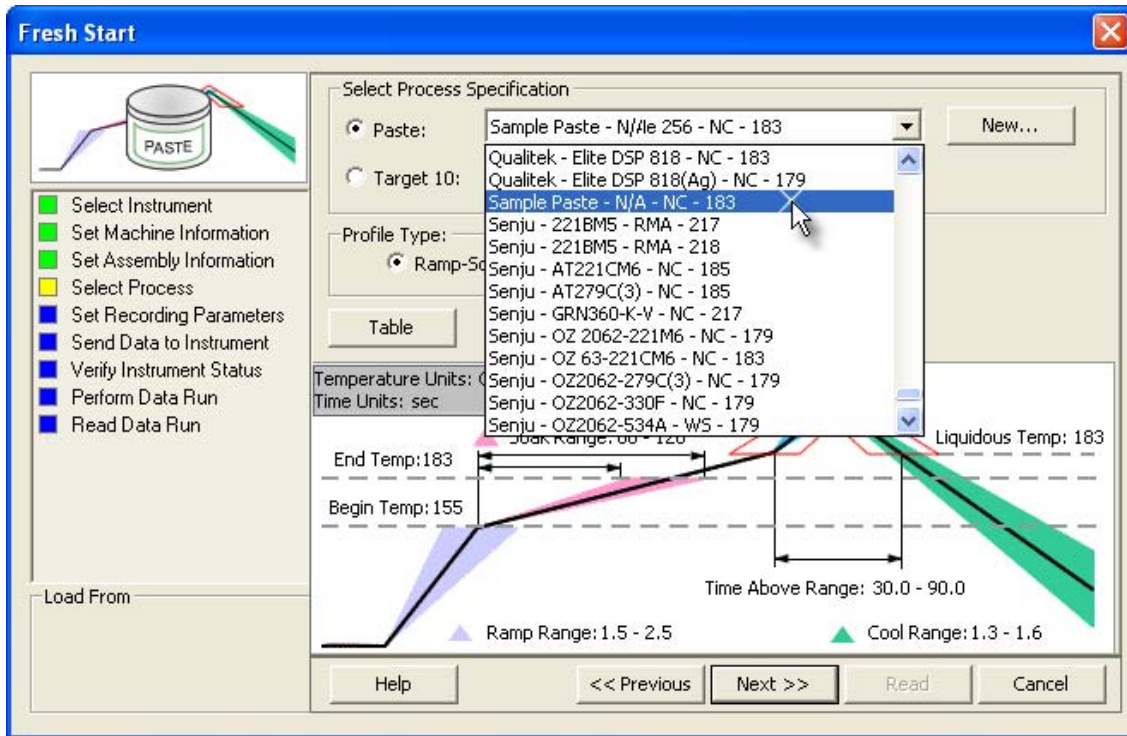 Fresh Start
PASTE
Select Instrument
Set Machine Information
Set Assembly Information
Select Process
Set Recording Parameters
Send Data to Instrument
Verify Instrument Status
Perform Data Run
Read Data Run
Load From
Select Process Specification
Paste:
Sample Paste - N/Ale 256 - NC - 183
New...
Target 10:
Qualitek - Elite DSP 818 - NC - 183
Qualitek - Elite DSP 818(Ag) - NC - 179
Sample Paste - N/A - NC - 183
Senju - 221BM5 - RMA - 217
Senju - 221BM5 - RMA - 218
Senju - AT221CM6 - NC - 185
Senju - AT279C(3) - NC - 185
Senju - GRN360-K-V - NC - 217
Senju - OZ 2062-221M6 - NC - 179
Senju - OZ 63-221CM6 - NC - 183
Senju - OZ2062-279C(3) - NC - 179
Senju - OZ2062-330F - NC - 179
Senju - OZ2062-534A - WS - 179
Profile Type:
Table
Temperature Units:
Time Units: sec
Soak Range: 60 - 120
Liquidous Temp: 183
End Temp:183
Begin Temp: 155
Time Above Range: 30.0 - 90.0
Ramp Range: 1.5 - 2.5
Cool Range: 1.3 - 1.6
Help
<< Previous
Next >>
Read
Cancel